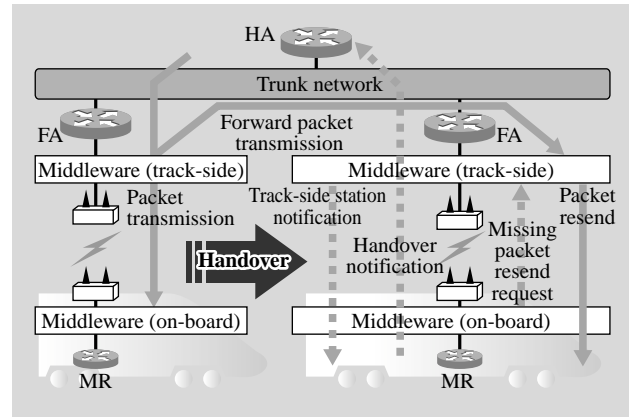 HA
Trunk network
FA
Forward packet
transmission
FA
Middleware (track-side)
Middleware (track-side)
Packet
transmission
Track-side station
notification
Packet
resend
Handover
Handover
notification
Missing
packet
resend
request
Middleware (on-board)
Middleware (on-board)
MR
MR